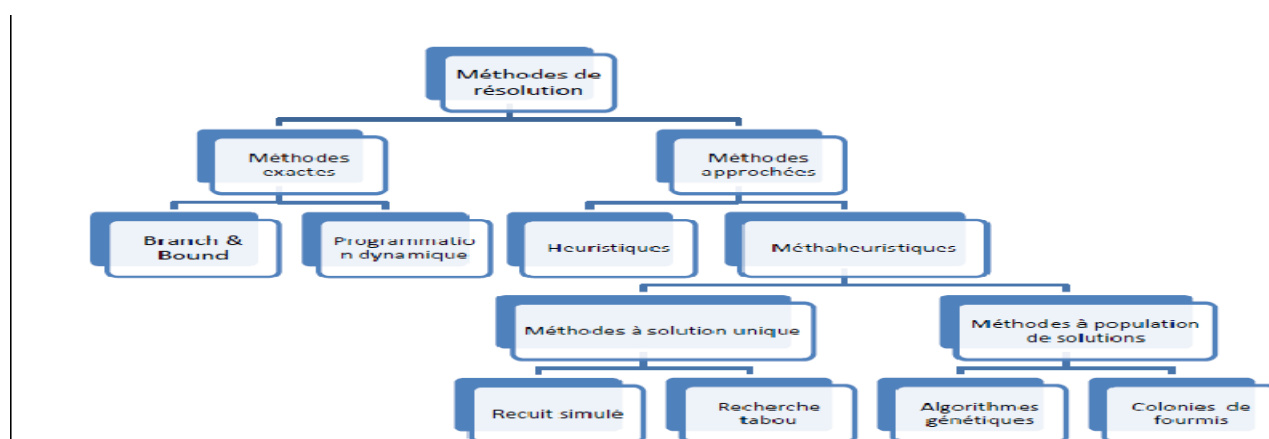 Méthodes de
résolution
Méthodes
exactes
Méthodes
approchées
Branch &
Bound
Programmatio
n dynamique
Heuristiques
Méthaheuristiques
Méthodes à solution unique
Méthodes à population
de solutions
Recuit simulé
Recherche
tabou
Algorithmes
génétiques
Colonies de
fourmis